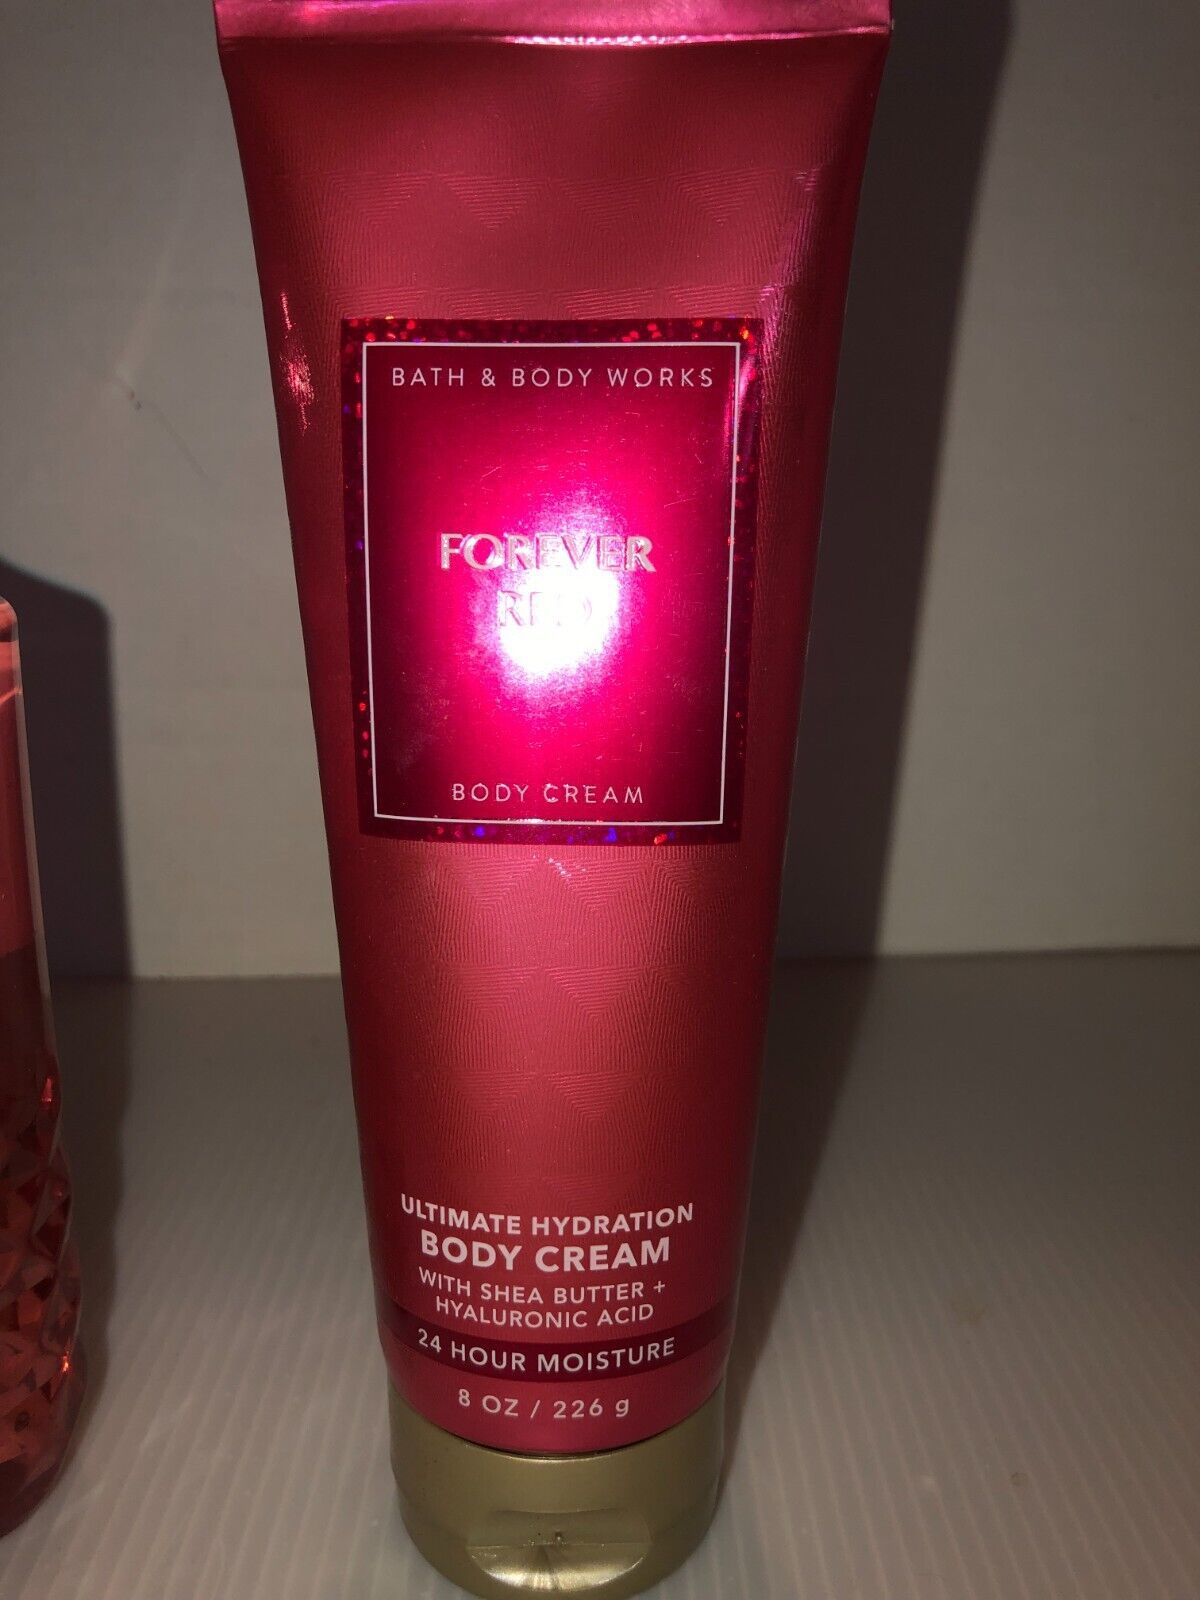 BATH & BODY WORKS
FOREVER
RED
BODY CREAM
ULTIMATE HYDRATION
BODY CREAM
WITH SHEA BUTTER +
HYALURONIC ACID
24 HOUR MOISTURE
8 OZ / 226 g